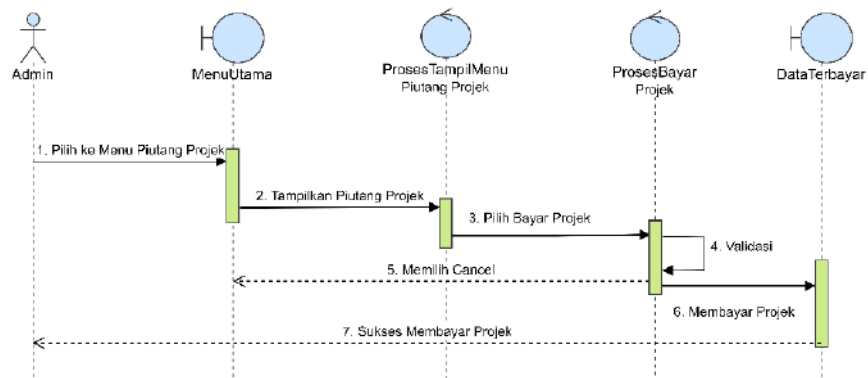 Admin
MenuUtama
ProsesTampilMenu
Piutang Projek
ProsesBayar
Projek
DataTerbayar
1. Pilih ke Menu Piutang Projek
2. Tampilkan Piutang Projek
3. Pilih Bayar Projek
4. Validasi
5. Memilih Cancel
6. Membayar Projek
7. Sukses Membayar Projek